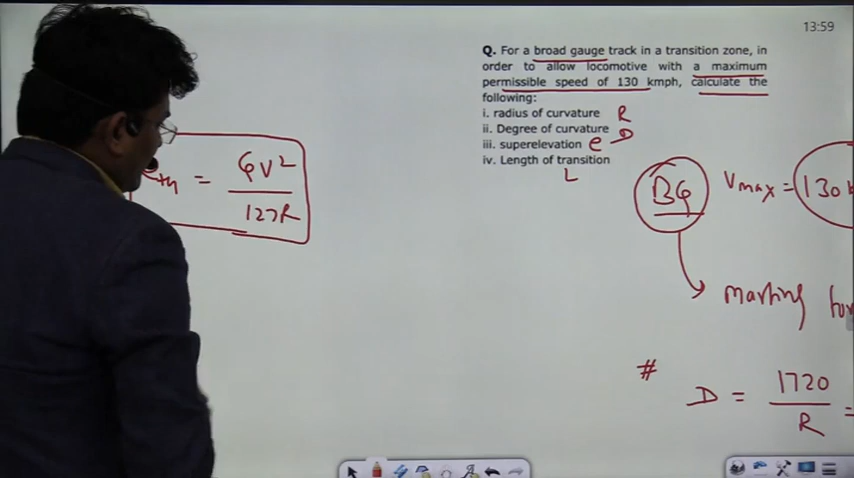 13:59
Q. For a broad gauge track in a transition zone, in
order to allow locomotive with a maximum
permissible speed of 130 kmph, calculate the
following:
i. radius of curvature R
ii. Degree of curvature D
iii. superelevation e
iv. Length of transition
L
= GV²
127R
BG
Vmax = 130
#
D = 1720
R
=